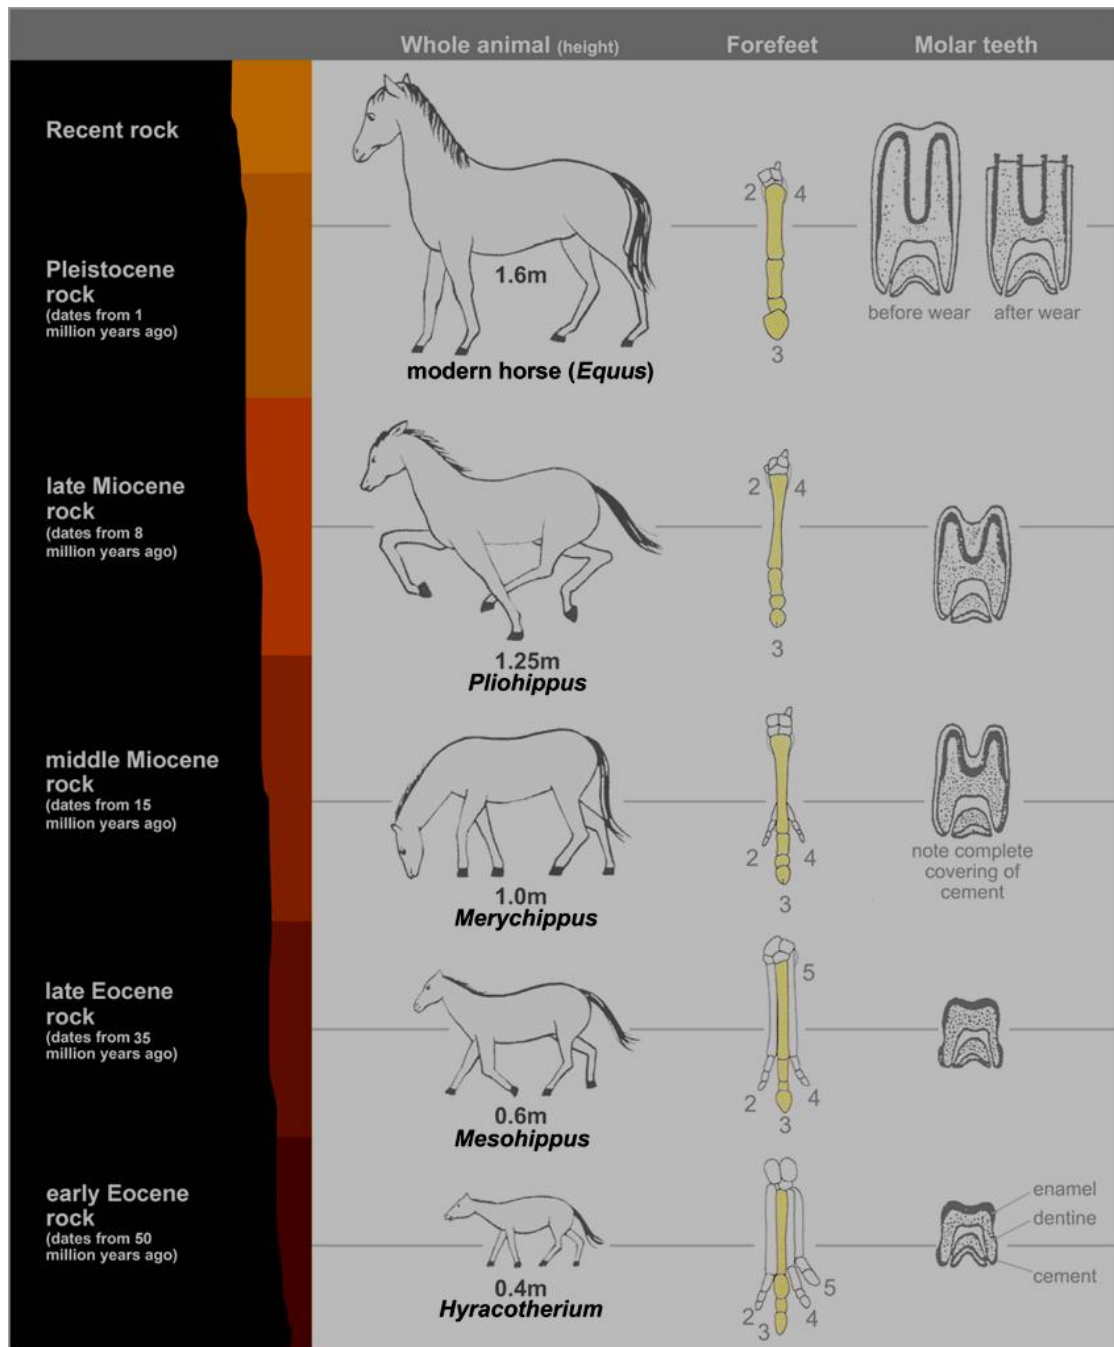 Whole animal (height) Forefeet Molar teeth
Recent rock
2 4
Pleistocene
rock
(dates from 1
million years ago)
1.6m
before wear after wear
3
modern horse (Equus)
late Miocene
rock
(dates from 8
million years ago)
2 4
3
1.25m
Pliohippus
middle Miocene
rock
(dates from 15
million years ago)
2 4
3
note complete
covering of
cement
1.0m
Merychippus
late Eocene
rock
(dates from 35
million years ago)
5
2 4
3
0.6m
Mesohippus
early Eocene
rock
(dates from 50
million years ago)
enamel
dentine
cement
5
2 4
3
0.4m
Hyracotherium